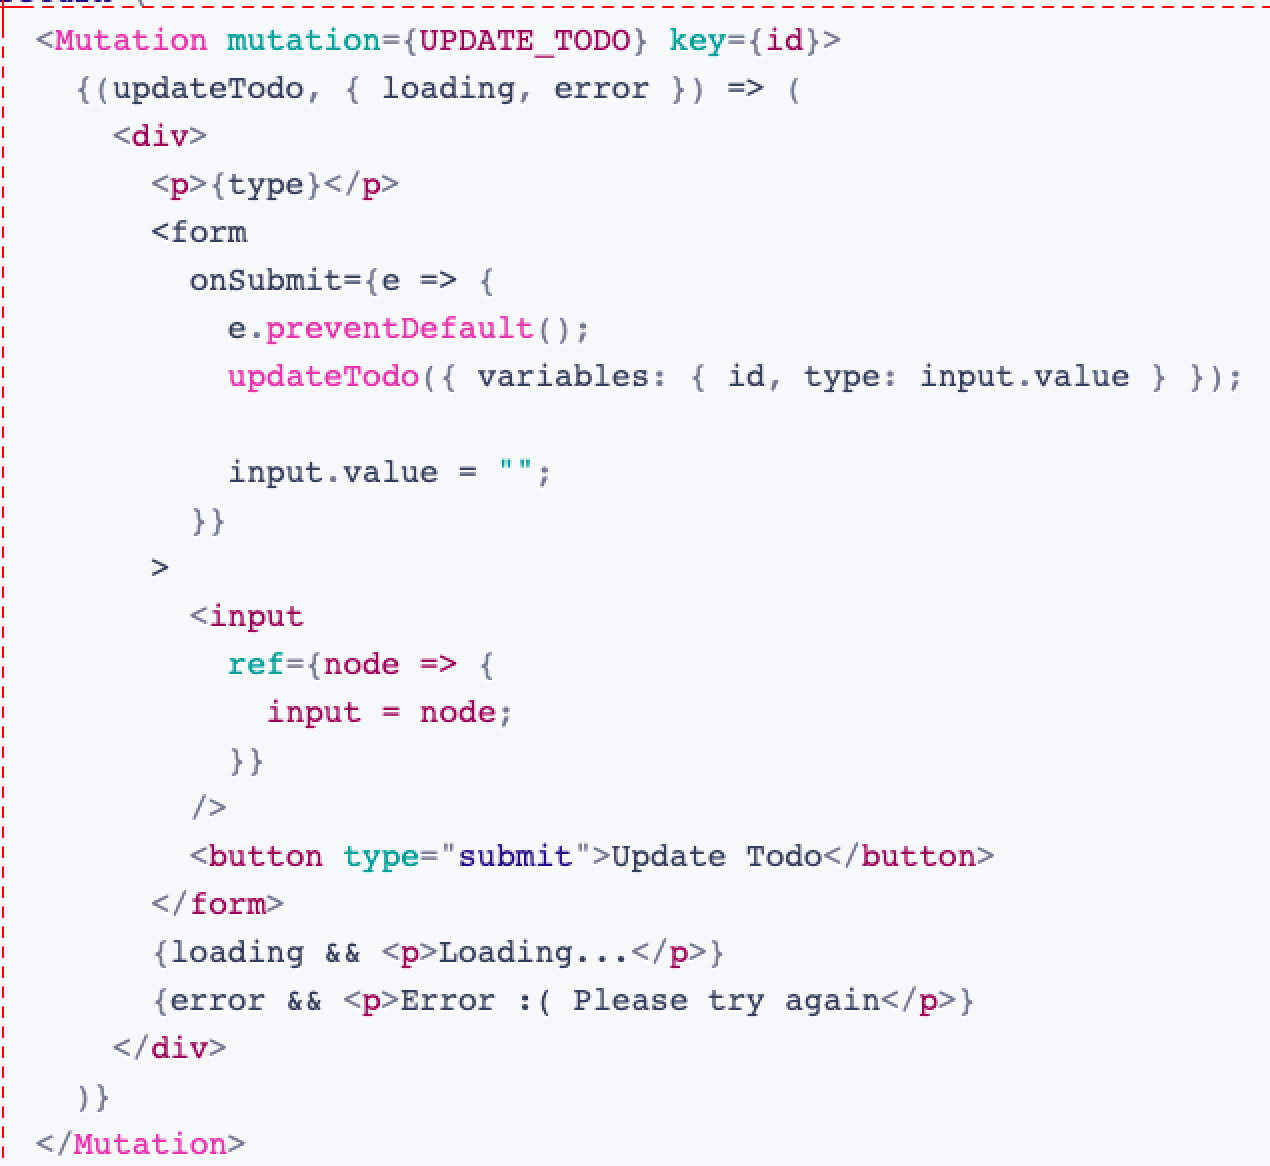 <Mutation mutation={UPDATE_TODO} key={id}>
{(updateTodo, { loading, error }) => (
<div>
<p>{type}</p>
<form
onSubmit={e => {
e.preventDefault();
updateTodo({ variables: { id, type: input.value } });
input.value = "";
}}
>
<input
ref={node => {
input = node;
}}
/>
<button type="submit">Update Todo</button>
</form>
{loading && <p>Loading...</p>}
{error && <p>Error :( Please try again</p>}
</div>
)}
</Mutation>